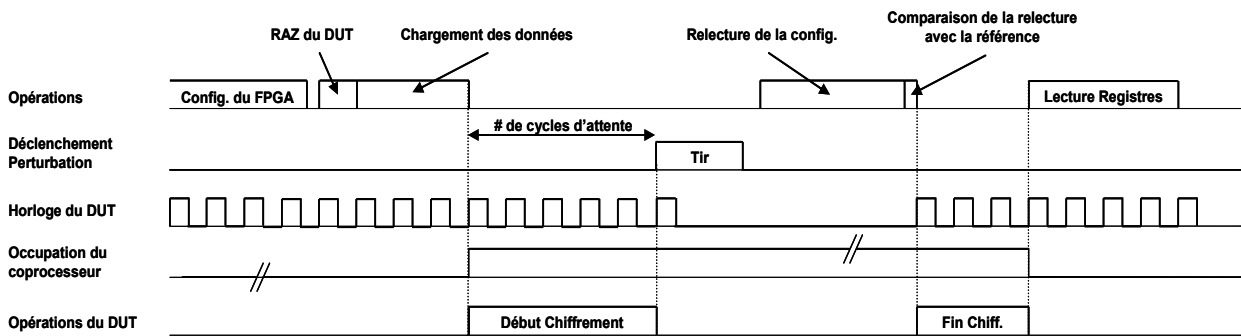 Comparaison de la relecture
avec la référence
RAZ du DUT
Chargement des données
Relecture de la config.
Opérations
Config. du FPGA
Lecture Registres
# de cycles d'attente
Déclenchement
Perturbation
Tir
Horloge du DUT
Occupation du
coprocesseur
Opérations du DUT
Début Chiffrement
Fin Chiff.